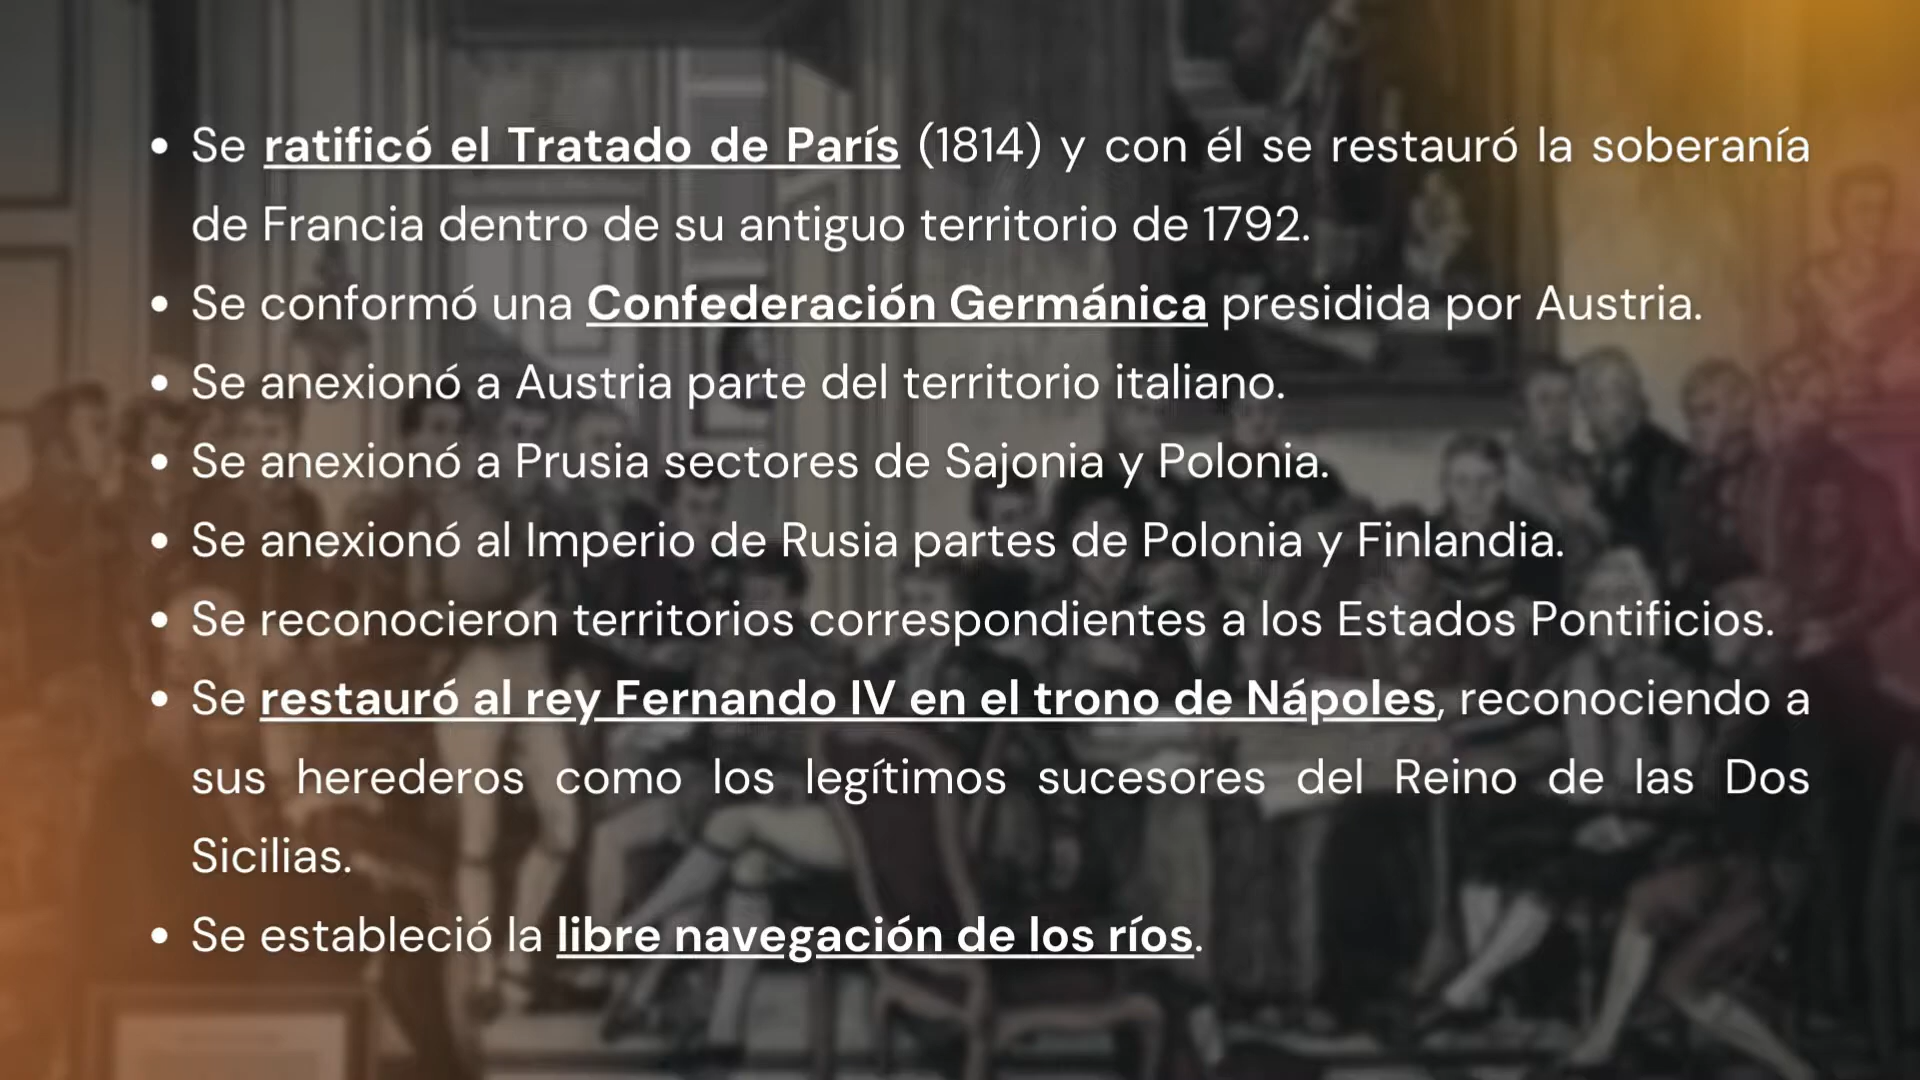 • Se ratificó el Tratado de París (1814) y con él se restauró la soberanía
de Francia dentro de su antiguo territorio de 1792.
• Se conformó una Confederación Germánica presidida por Austria.
• Se anexionó a Austria parte del territorio italiano.
• Se anexionó a Prusia sectores de Sajonia y Polonia.
• Se anexionó al Imperio de Rusia partes de Polonia y Finlandia.
• Se reconocieron territorios correspondientes a los Estados Pontificios.
• Se restauró al rey Fernando IV en el trono de Nápoles, reconociendo a
sus herederos como los legítimos sucesores del Reino de las Dos
Sicilias.
• Se estableció la libre navegación de los ríos.